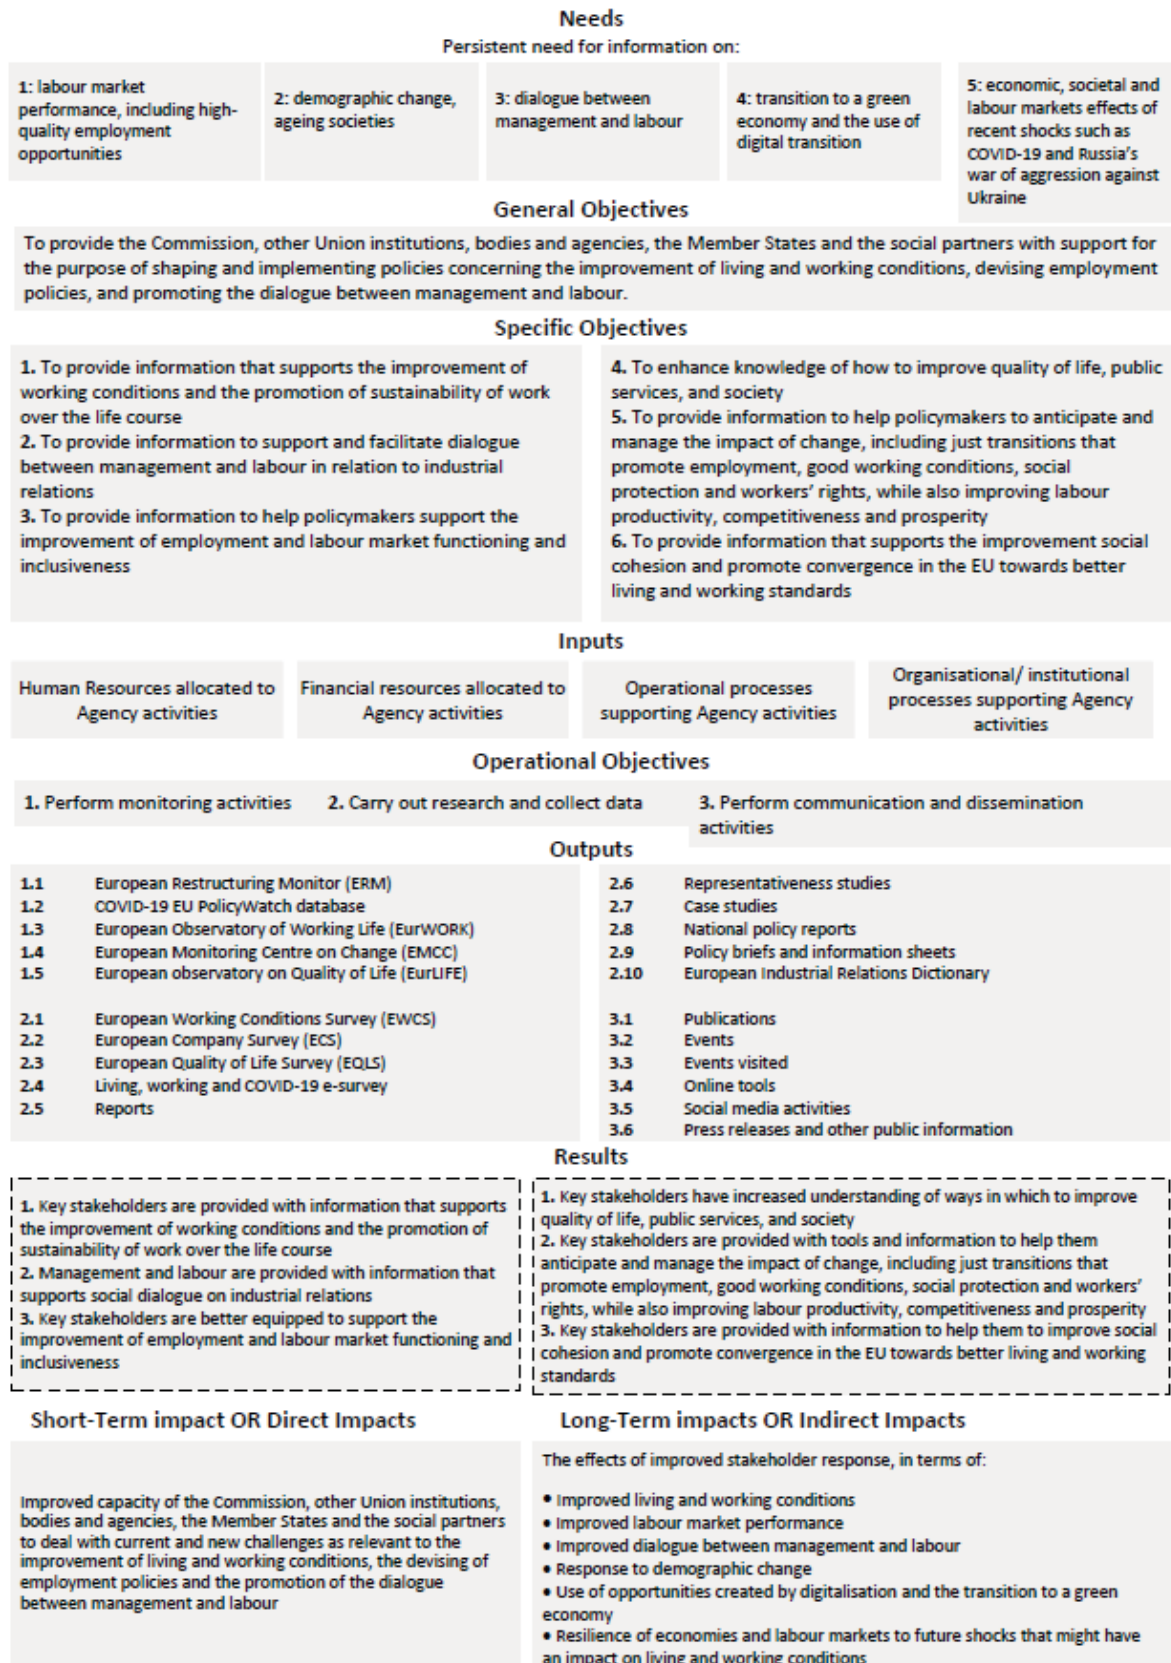 Needs
Persistent need for information on:
1: labour market
performance, including high-
quality employment
opportunities
2: demographic change,
ageing societies
3: dialogue between
management and labour
4: transition to a green
economy and the use of
digital transition
5: economic, societal and
labour markets effects of
recent shocks such as
COVID-19 and Russia's
war of aggression against
Ukraine
General Objectives
To provide the Commission, other Union institutions, bodies and agencies, the Member States and the social partners with support for
the purpose of shaping and implementing policies concerning the improvement of living and working conditions, devising employment
policies, and promoting the dialogue between management and labour.
Specific Objectives
1. To provide information that supports the improvement of
working conditions and the promotion of sustainability of work
over the life course
2. To provide information to support and facilitate dialogue
between management and labour in relation to industrial
relations
3. To provide information to help policymakers support the
improvement of employment and labour market functioning and
inclusiveness
4. To enhance knowledge of how to improve quality of life, public
services, and society
5. To provide information to help policymakers to anticipate and
manage the impact of change, including just transitions that
promote employment, good working conditions, social
protection and workers' rights, while also improving labour
productivity, competitiveness and prosperity
6. To provide information that supports the improvement social
cohesion and promote convergence in the EU towards better
living and working standards
Inputs
Human Resources allocated to
Agency activities
Financial resources allocated to
Agency activities
Operational processes
supporting Agency activities
Organisational/ institutional
processes supporting Agency
activities
Operational Objectives
1. Perform monitoring activities
2. Carry out research and collect data
3. Perform communication and dissemination
activities
Outputs
1.1 European Restructuring Monitor (ERM)
1.2 COVID-19 EU PolicyWatch database
1.3 European Observatory of Working Life (EurWORK)
1.4 European Monitoring Centre on Change (EMCC)
1.5 European observatory on Quality of Life (EurLIFE)
2.1 European Working Conditions Survey (EWCS)
2.2 European Company Survey (ECS)
2.3 European Quality of Life Survey (EQLS)
2.4 Living, working and COVID-19 e-survey
2.5 Reports
2.6 Representativeness studies
2.7 Case studies
2.8 National policy reports
2.9 Policy briefs and information sheets
2.10 European Industrial Relations Dictionary
3.1 Publications
3.2 Events
3.3 Events visited
3.4 Online tools
3.5 Social media activities
3.6 Press releases and other public information
Results
1. Key stakeholders are provided with information that supports
the improvement of working conditions and the promotion of
sustainability of work over the life course
2. Management and labour are provided with information that
supports social dialogue on industrial relations
3. Key stakeholders are better equipped to support the
improvement of employment and labour market functioning and
inclusiveness
1. Key stakeholders have increased understanding of ways in which to improve
quality of life, public services, and society
2. Key stakeholders are provided with tools and information to help them
anticipate and manage the impact of change, including just transitions that
promote employment, good working conditions, social protection and workers'
rights, while also improving labour productivity, competitiveness and prosperity
3. Key stakeholders are provided with information to help them to improve social
cohesion and promote convergence in the EU towards better living and working
standards
Short-Term impact OR Direct Impacts
Improved capacity of the Commission, other Union institutions,
bodies and agencies, the Member States and the social partners
to deal with current and new challenges as relevant to the
improvement of living and working conditions, the devising of
employment policies and the promotion of the dialogue
between management and labour
Long-Term impacts OR Indirect Impacts
The effects of improved stakeholder response, in terms of:
• Improved living and working conditions
• Improved labour market performance
• Improved dialogue between management and labour
• Response to demographic change
• Use of opportunities created by digitalisation and the transition to a green
economy
• Resilience of economies and labour markets to future shocks that might have
an impact on living and working conditions